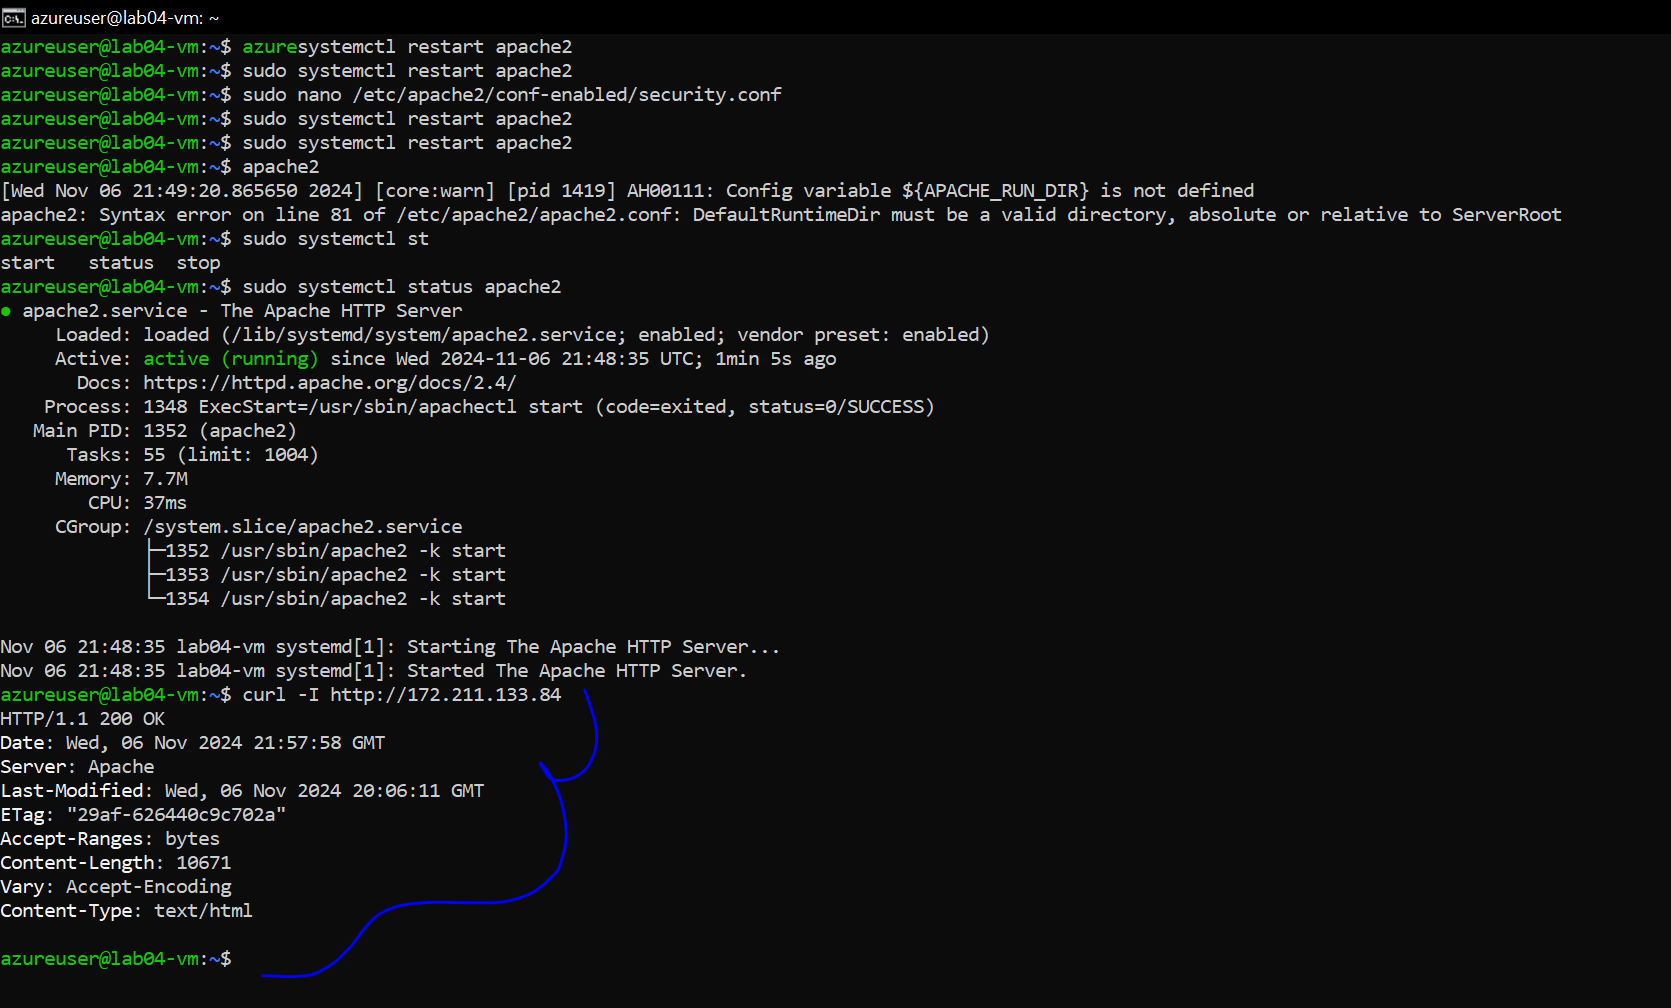 azureuser@lab04-vm: ~
azureuser@lab04-vm:~$ azuresystemctl restart apache2
azureuser@lab04-vm:~$ sudo systemctl restart apache2
azureuser@lab04-vm:~$ sudo nano /etc/apache2/conf-enabled/security.conf
azureuser@lab04-vm:~$ sudo systemctl restart apache2
azureuser@lab04-vm:~$ sudo systemctl restart apache2
azureuser@lab04-vm:~$ apache2
[Wed Nov 06 21:49:20.865650 2024] [core:warn] [pid 1419] AH00111: Config variable ${APACHE_RUN_DIR} is not defined
apache2: Syntax error on line 81 of /etc/apache2/apache2.conf: DefaultRuntimeDir must be a valid directory, absolute or relative to ServerRoot
azureuser@lab04-vm:~$ sudo systemctl st
start   status  stop
azureuser@lab04-vm:~$ sudo systemctl status apache2
● apache2.service - The Apache HTTP Server
     Loaded: loaded (/lib/systemd/system/apache2.service; enabled; vendor preset: enabled)
     Active: active (running) since Wed 2024-11-06 21:48:35 UTC; 1min 5s ago
       Docs: https://httpd.apache.org/docs/2.4/
    Process: 1348 ExecStart=/usr/sbin/apachectl start (code=exited, status=0/SUCCESS)
   Main PID: 1352 (apache2)
      Tasks: 55 (limit: 1004)
     Memory: 7.7M
        CPU: 37ms
     CGroup: /system.slice/apache2.service
             ├─1352 /usr/sbin/apache2 -k start
             ├─1353 /usr/sbin/apache2 -k start
             └─1354 /usr/sbin/apache2 -k start
Nov 06 21:48:35 lab04-vm systemd[1]: Starting The Apache HTTP Server...
Nov 06 21:48:35 lab04-vm systemd[1]: Started The Apache HTTP Server.
azureuser@lab04-vm:~$ curl -I http://172.211.133.84
HTTP/1.1 200 OK
Date: Wed, 06 Nov 2024 21:57:58 GMT
Server: Apache
Last-Modified: Wed, 06 Nov 2024 20:06:11 GMT
ETag: "29af-626440c9c702a"
Accept-Ranges: bytes
Content-Length: 10671
Vary: Accept-Encoding
Content-Type: text/html
azureuser@lab04-vm:~$